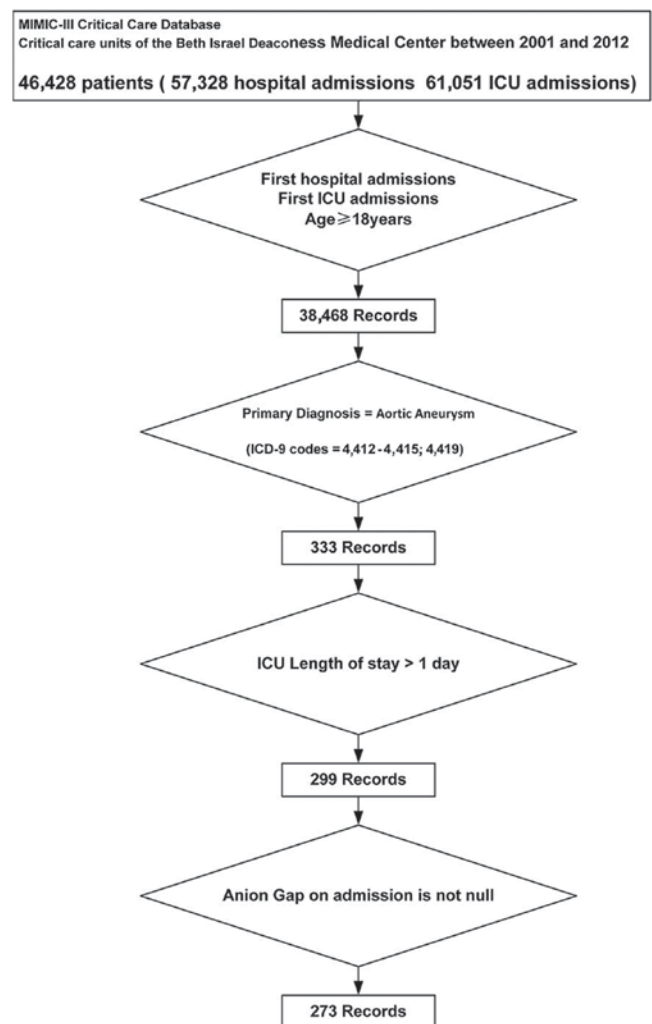 MIMIC-III Critical Care Database
Critical care units of the Beth Israel Deaconess Medical Center between 2001 and 2012
46,428 patients ( 57,328 hospital admissions 61,051 ICU admissions)
First hospital admissions
First ICU admissions
Age⩾18years
38,468 Records
Primary Diagnosis = Aortic Aneurysm
(ICD-9 codes = 4,412 - 4,415; 4,419)
333 Records
ICU Length of stay > 1 day
299 Records
Anion Gap on admission is not null
273 Records